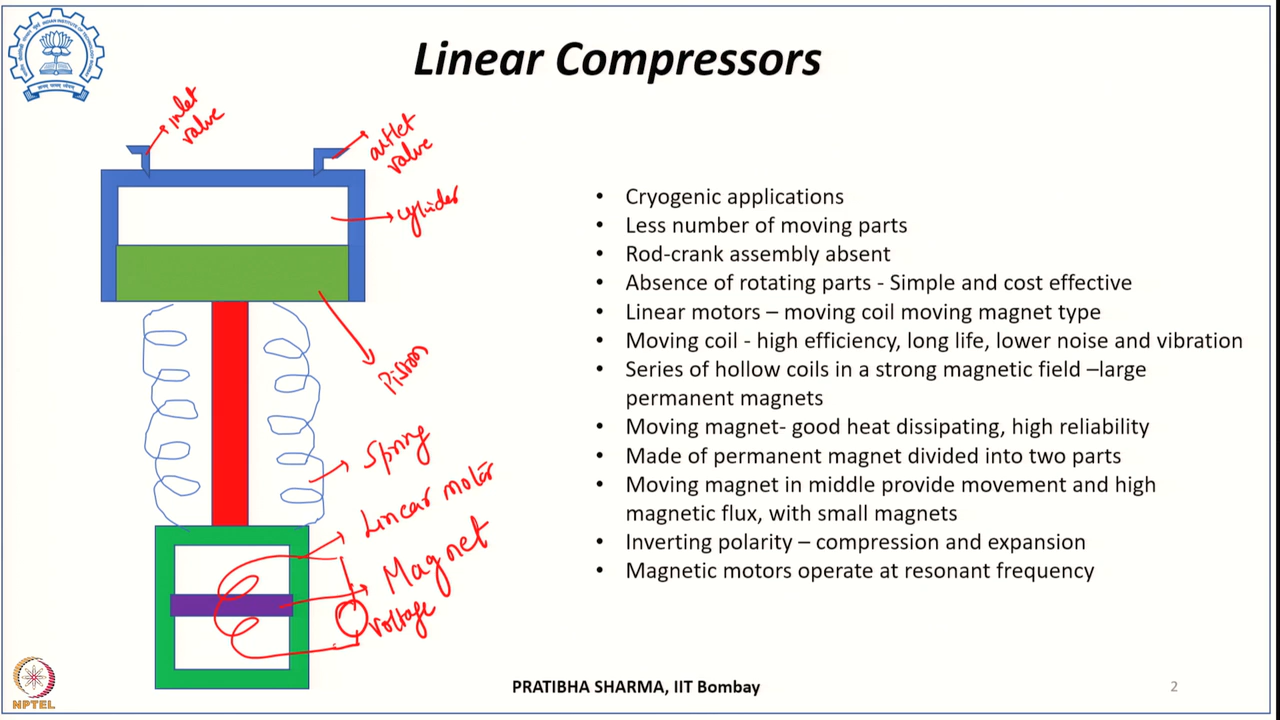 Linear Compressors
inlet
valve
outlet
valve
cylider
Piston
Spring
Linear motor
Magnet
voltage
• Cryogenic applications
• Less number of moving parts
• Rod-crank assembly absent
• Absence of rotating parts - Simple and cost effective
• Linear motors – moving coil moving magnet type
• Moving coil - high efficiency, long life, lower noise and vibration
• Series of hollow coils in a strong magnetic field –large
permanent magnets
• Moving magnet- good heat dissipating, high reliability
• Made of permanent magnet divided into two parts
• Moving magnet in middle provide movement and high
magnetic flux, with small magnets
• Inverting polarity – compression and expansion
• Magnetic motors operate at resonant frequency
NPTEL
PRATIBHA SHARMA, IIT Bombay
2